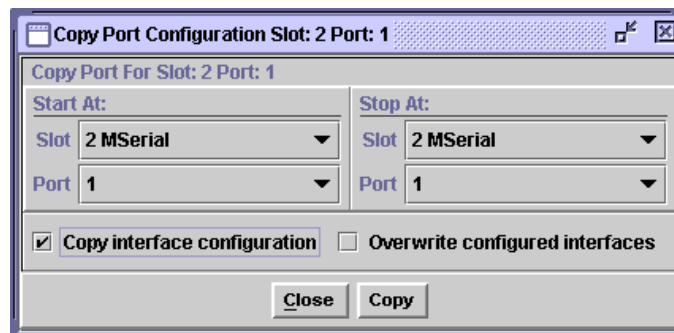 Copy Port Configuration Slot: 2 Port: 1
Copy Port For Slot: 2 Port: 1
Start At:
Stop At:
Slot 2 MSerial
Slot 2 MSerial
Port 1
Port 1
Copy interface configuration
Overwrite configured interfaces
Close
Copy